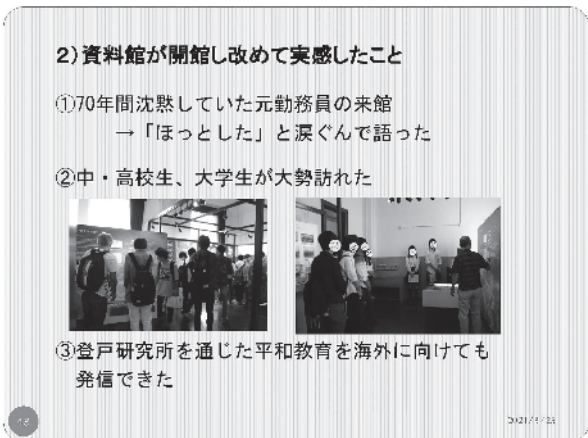 2）資料館が開館し改めて実感したこと
①70年間沈黙していた元勤務員の来館
→「ほっとした」と涙ぐんで語った
②中・高校生、大学生が大勢訪れた
③登戸研究所を通じた平和教育を海外に向けても
発信できた